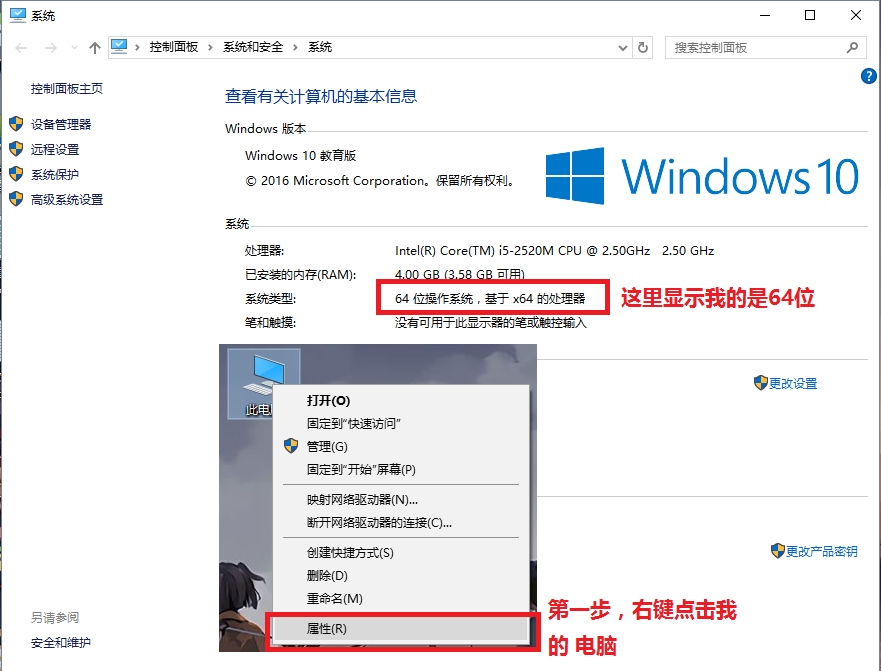 系统
控制面板 › 系统和安全 › 系统
搜索控制面板
?
控制面板主页
设备管理器
远程设置
系统保护
高级系统设置
查看有关计算机的基本信息
Windows 版本
Windows 10 教育版
© 2016 Microsoft Corporation。保留所有权利。
Windows 10
系统
处理器: Intel(R) Core(TM) i5-2520M CPU @ 2.50GHz 2.50 GHz
已安装的内存(RAM): 4.00 GB (3.58 GB 可用)
系统类型: 64 位操作系统，基于 x64 的处理器
这里显示我的是64位
笔和触摸: 没有可用于此显示器的笔或触控输入
更改设置
此电
打开(O)
固定到"快速访问"
管理(G)
固定到"开始"屏幕(P)
映射网络驱动器(N)...
断开网络驱动器的连接(C)...
创建快捷方式(S)
删除(D)
重命名(M)
属性(R)
更改产品密钥
第一步，右键点击我
的 电脑
另请参阅
安全和维护